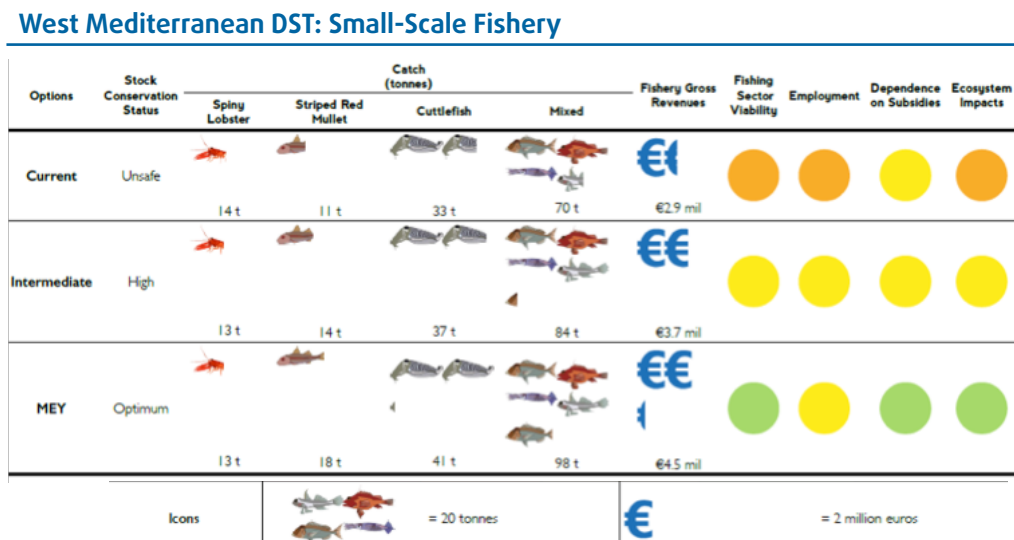 West Mediterranean DST: Small-Scale Fishery
Options
Stock
Conservation
Status
Catch
(tonnes)
Spiny
Lobster
Striped Red
Mullet
Cuttlefish
Mixed
Fishery Gross
Revenues
Fishing
Sector
Viability
Employment
Dependence
on Subsidies
Ecosystem
Impacts
Current
Unsafe
14 t
11 t
33 t
70 t
€€
€2.9 mil
Intermediate
High
13 t
14 t
37 t
84 t
€€
€3.7 mil
MEY
Optimum
13 t
18 t
41 t
98 t
€€
€
€4.5 mil
Icons
= 20 tonnes
€
= 2 million euros